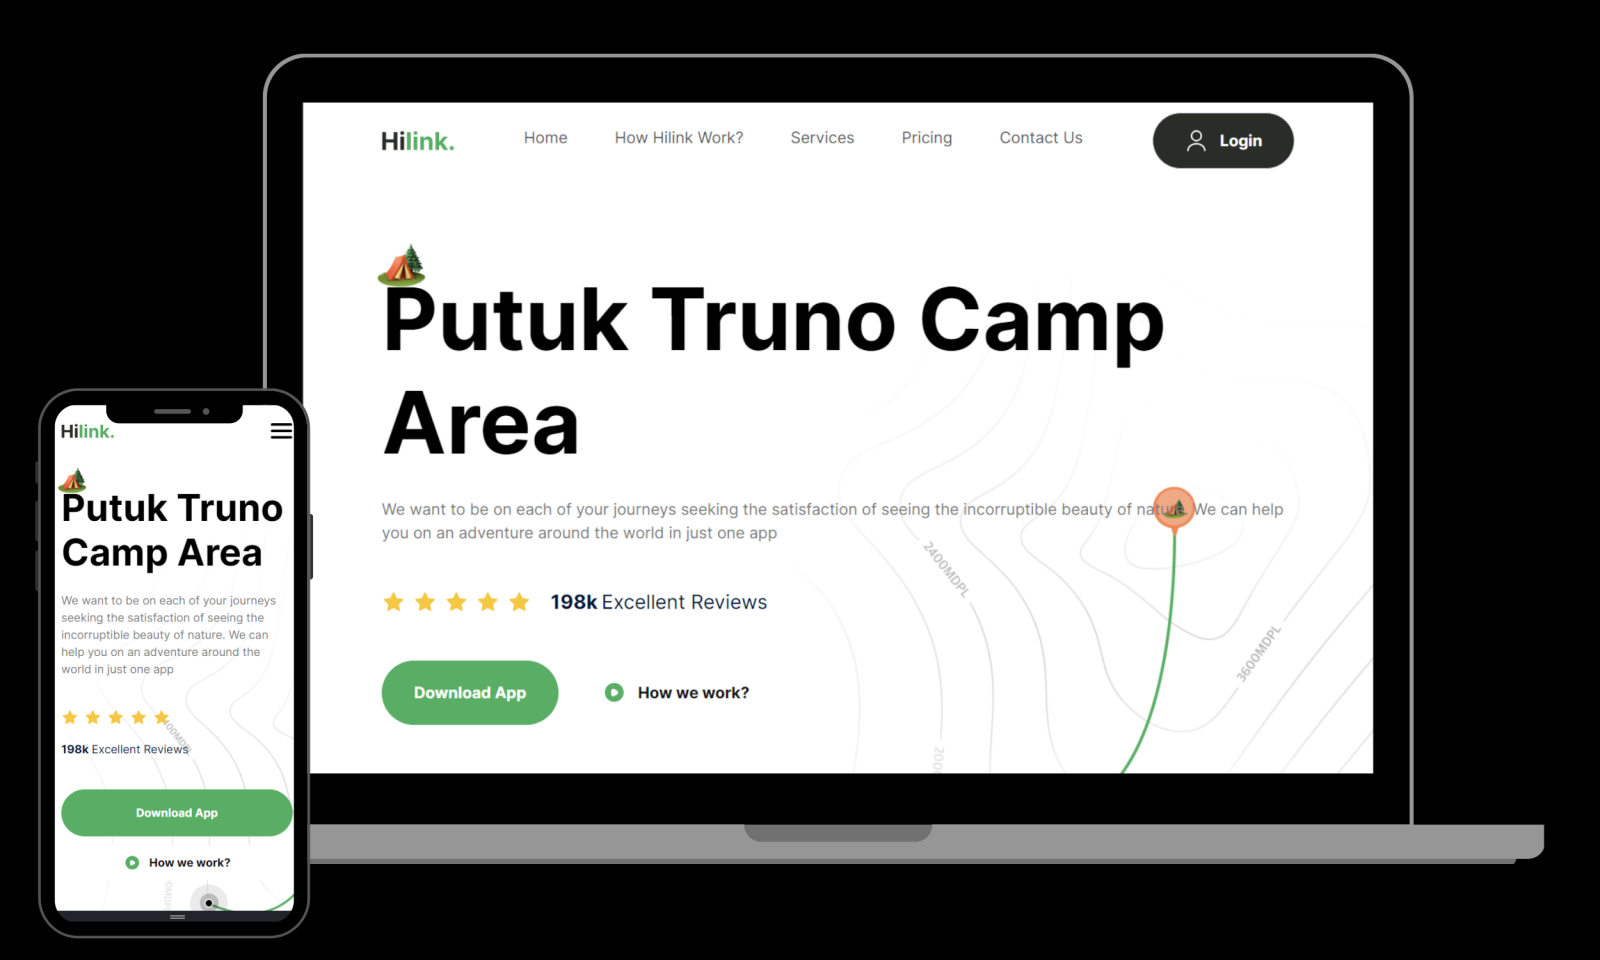 Hilink.
Home
How Hilink Work?
Services
Pricing
Contact Us
Login
Putuk Truno Camp
Area
We want to be on each of your journeys seeking the satisfaction of seeing the incorruptible beauty of nature. We can help
you on an adventure around the world in just one app
198k Excellent Reviews
Download App
How we work?
2400MDPL
3600MDPL
Hilink.
Putuk Truno
Camp Area
We want to be on each of your journeys
seeking the satisfaction of seeing the
incorruptible beauty of nature. We can
help you on an adventure around the
world in just one app
198k Excellent Reviews
Download App
How we work?